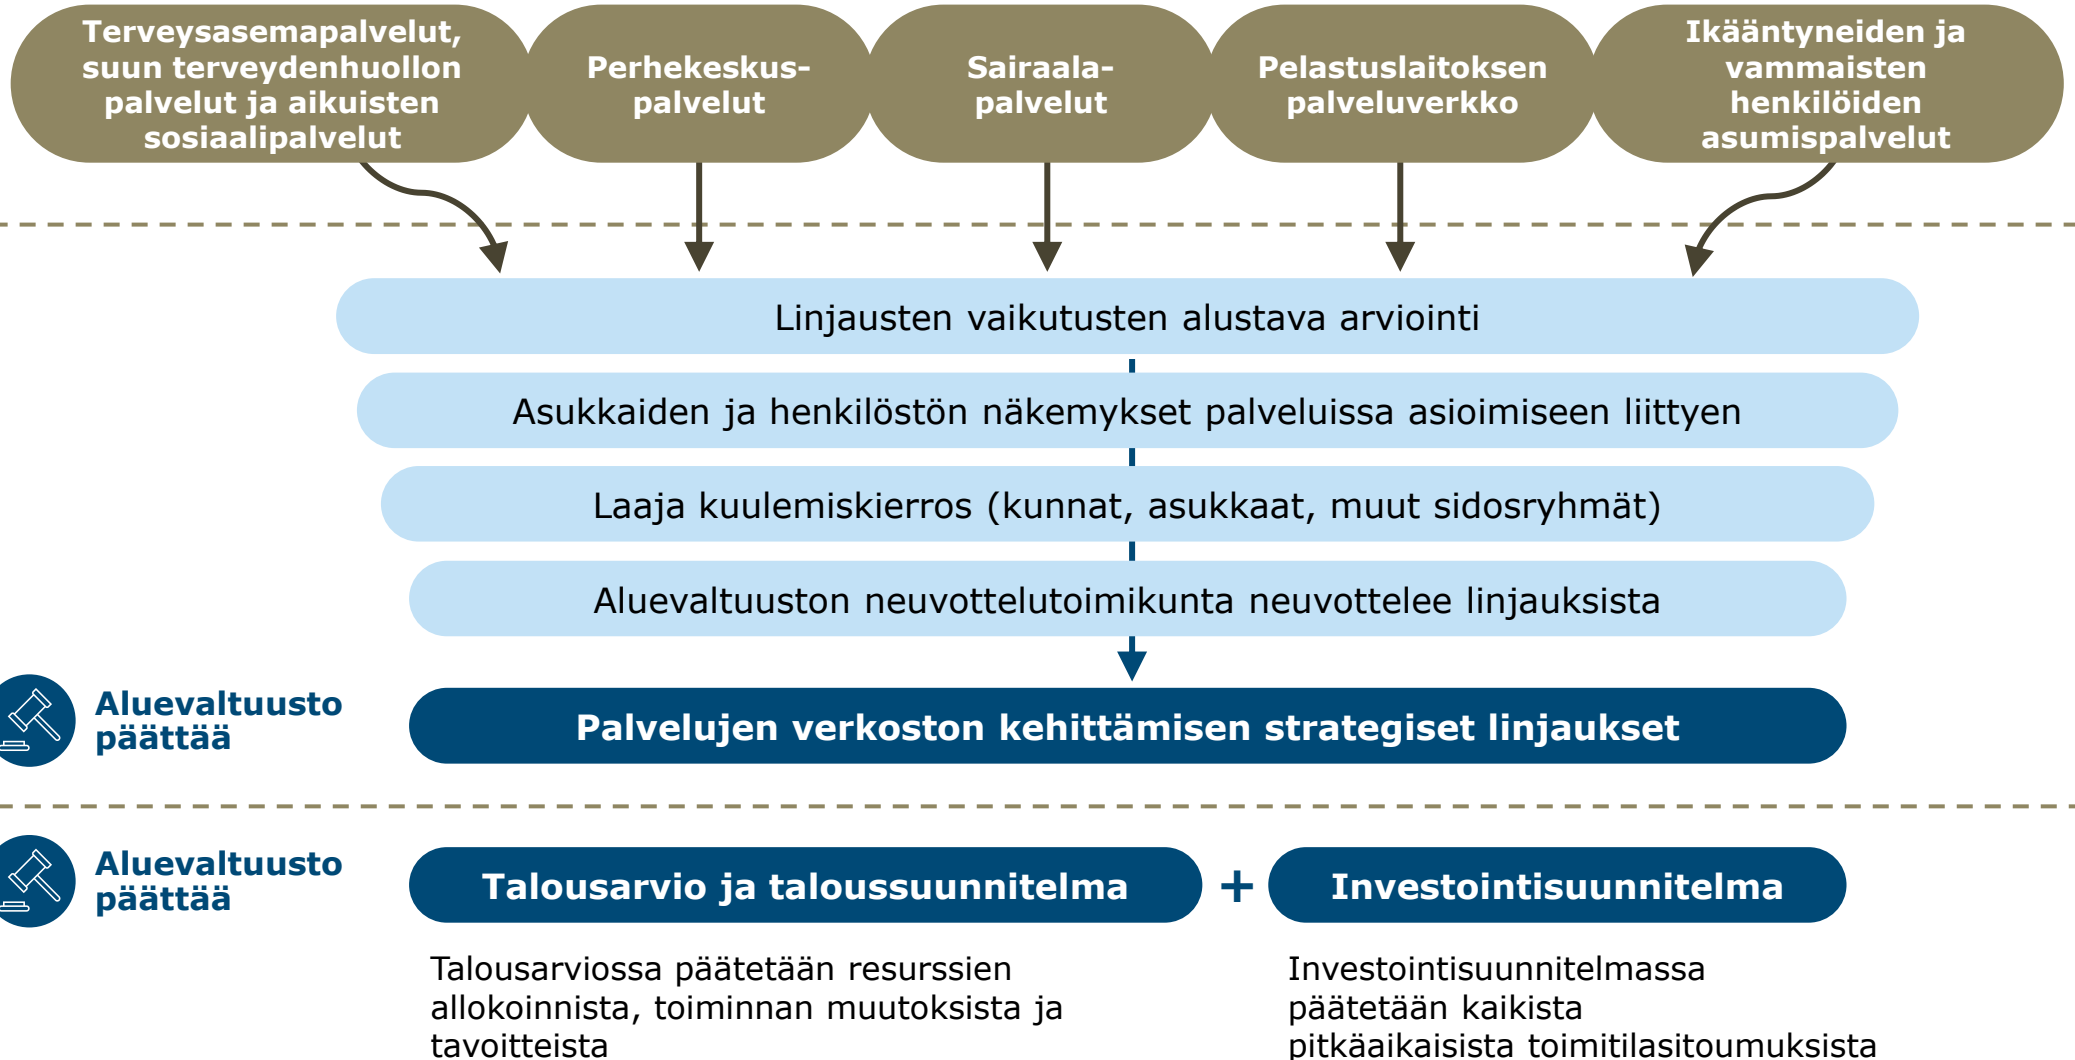 Terveysasemapalvelut,
suun terveydenhuollon
palvelut ja aikuisten
sosiaalipalvelut
Perhekeskus-
palvelut
Sairaala-
palvelut
Pelastuslaitoksen
palveluverkko
Ikääntyneiden ja
vammaisten
henkilöiden
asumispalvelut
Linjausten vaikutusten alustava arviointi
Asukkaiden ja henkilöstön näkemykset palveluissa asioimiseen liittyen
Laaja kuulemiskierros (kunnat, asukkaat, muut sidosryhmät)
Aluevaltuuston neuvottelutoimikunta neuvottelee linjauksista
Aluevaltuusto
päättää
Palvelujen verkoston kehittämisen strategiset linjaukset
Aluevaltuusto
päättää
Talousarvio ja taloussuunnitelma
+
Investointisuunnitelma
Talousarviossa päätetään resurssien
allokoinnista, toiminnan muutoksista ja
tavoitteista
Investointisuunnitelmassa
päätetään kaikista
pitkäaikaisista toimitilasitoumuksista